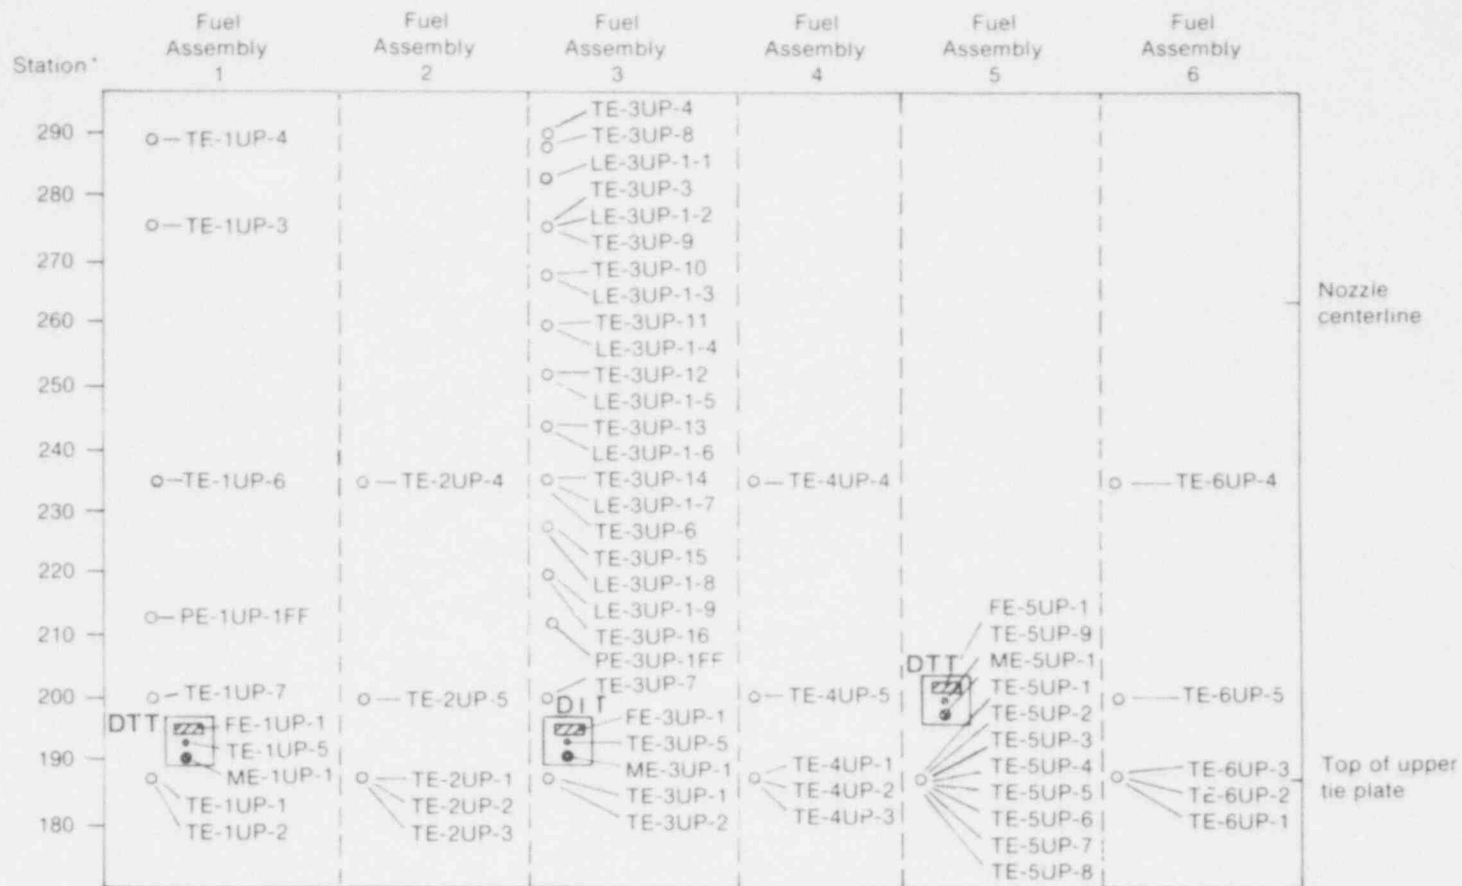 Fuel Assembly 1
Fuel Assembly 2
Fuel Assembly 3
Fuel Assembly 4
Fuel Assembly 5
Fuel Assembly 6
Station*
290
280
270
260
250
240
230
220
210
200
190
180
TE-1UP-4
TE-1UP-3
TE-1UP-6
PE-1UP-1FF
TE-1UP-7
DTT
FE-1UP-1
TE-1UP-5
ME-1UP-1
TE-1UP-1
TE-1UP-2
TE-2UP-4
TE-2UP-5
TE-2UP-1
TE-2UP-2
TE-2UP-3
TE-3UP-4
TE-3UP-8
LE-3UP-1-1
TE-3UP-3
LE-3UP-1-2
TE-3UP-9
TE-3UP-10
LE-3UP-1-3
TE-3UP-11
LE-3UP-1-4
TE-3UP-12
LE-3UP-1-5
TE-3UP-13
LE-3UP-1-6
TE-3UP-14
LE-3UP-1-7
TE-3UP-6
TE-3UP-15
LE-3UP-1-8
LE-3UP-1-9
TE-3UP-16
PE-3UP-1FF
TE-3UP-7
DTT
FE-3UP-1
TE-3UP-5
ME-3UP-1
TE-3UP-1
TE-3UP-2
TE-4UP-4
TE-4UP-5
TE-4UP-1
TE-4UP-2
TE-4UP-3
FE-5UP-1
TE-5UP-9
DTT
ME-5UP-1
TE-5UP-1
TE-5UP-2
TE-5UP-3
TE-5UP-4
TE-5UP-5
TE-5UP-6
TE-5UP-7
TE-5UP-8
TE-6UP-4
TE-6UP-5
TE-6UP-3
TE-6UP-2
TE-6UP-1
Nozzle
centerline
Top of upper
tie plate